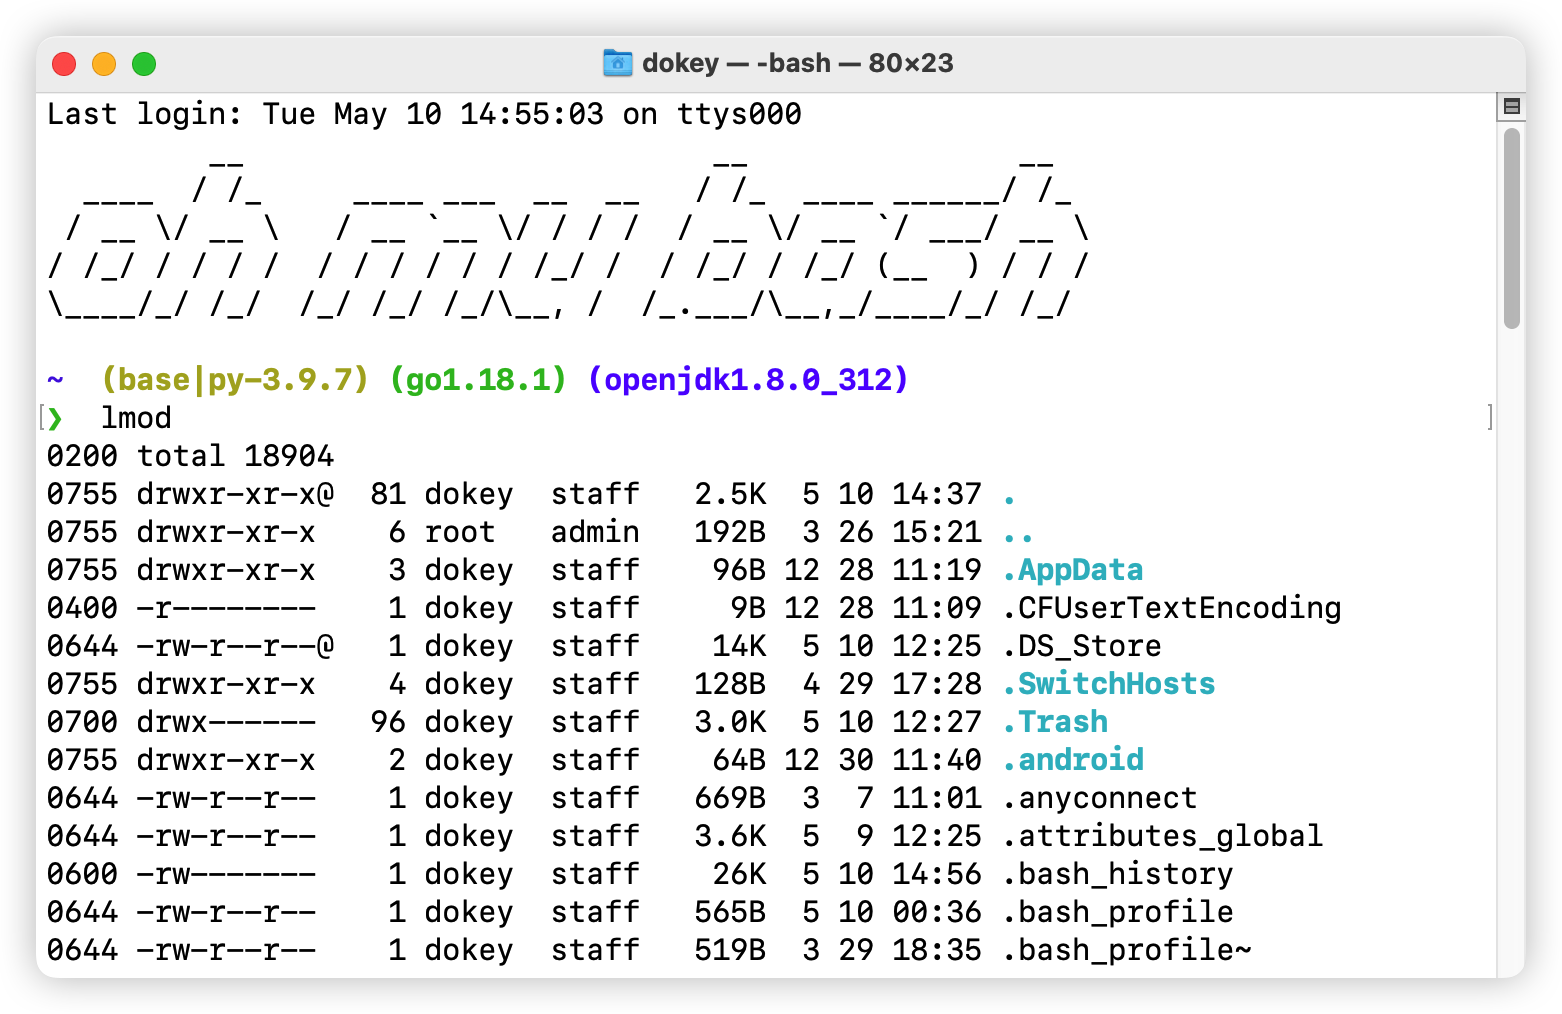 dokey — -bash — 80×23
Last login: Tue May 10 14:55:03 on ttys000
         __                          __               __
  ____  / /_     ____ ___  __  __   / /_  ____ ______/ /_
 / __ \/ __ \   / __ `__ \/ / / /  / __ \/ __ `/ ___/ __ \
/ /_/ / / / /  / / / / / / /_/ /  / /_/ / /_/ (__  ) / / /
\____/_/ /_/  /_/ /_/ /_/\__, /  /_.___/\__,_/____/_/ /_/
~  (base|py-3.9.7) (go1.18.1) (openjdk1.8.0_312)
[❯  lmod ]
0200 total 18904
0755 drwxr-xr-x@  81 dokey  staff   2.5K  5 10 14:37 .
0755 drwxr-xr-x    6 root   admin   192B  3 26 15:21 ..
0755 drwxr-xr-x    3 dokey  staff    96B 12 28 11:19 .AppData
0400 -r--------    1 dokey  staff     9B 12 28 11:09 .CFUserTextEncoding
0644 -rw-r--r--@   1 dokey  staff    14K  5 10 12:25 .DS_Store
0755 drwxr-xr-x    4 dokey  staff   128B  4 29 17:28 .SwitchHosts
0700 drwx------   96 dokey  staff   3.0K  5 10 12:27 .Trash
0755 drwxr-xr-x    2 dokey  staff    64B 12 30 11:40 .android
0644 -rw-r--r--    1 dokey  staff   669B  3  7 11:01 .anyconnect
0644 -rw-r--r--    1 dokey  staff   3.6K  5  9 12:25 .attributes_global
0600 -rw-------    1 dokey  staff    26K  5 10 14:56 .bash_history
0644 -rw-r--r--    1 dokey  staff   565B  5 10 00:36 .bash_profile
0644 -rw-r--r--    1 dokey  staff   519B  3 29 18:35 .bash_profile~